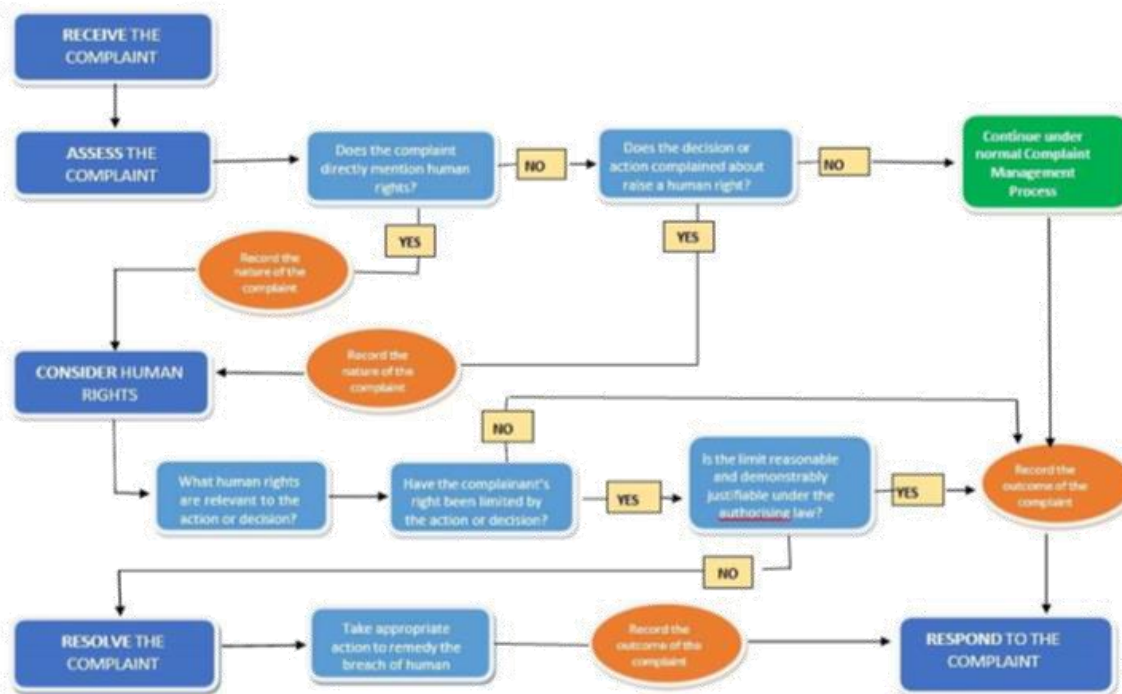 RECEIVE THE
COMPLAINT
ASSESS THE
COMPLAINT
Does the complaint
directly mention human
rights?
NO
Does the decision or
action complained about
raise a human right?
NO
Continue under
normal Complaint
Management
Process
YES
YES
Record the
nature of the
complaint
Record the
nature of the
complaint
CONSIDER HUMAN
RIGHTS
NO
What human rights
are relevant to the
action or decision?
Have the complainant's
right been limited by
the action or decision?
YES
Is the limit reasonable
and demonstrably
justifiable under the
authorising law?
YES
Record the
outcome of the
complaint
NO
RESOLVE THE
COMPLAINT
Take appropriate
action to remedy the
breach of human
Record the
outcome of the
complaint
RESPOND TO THE
COMPLAINT